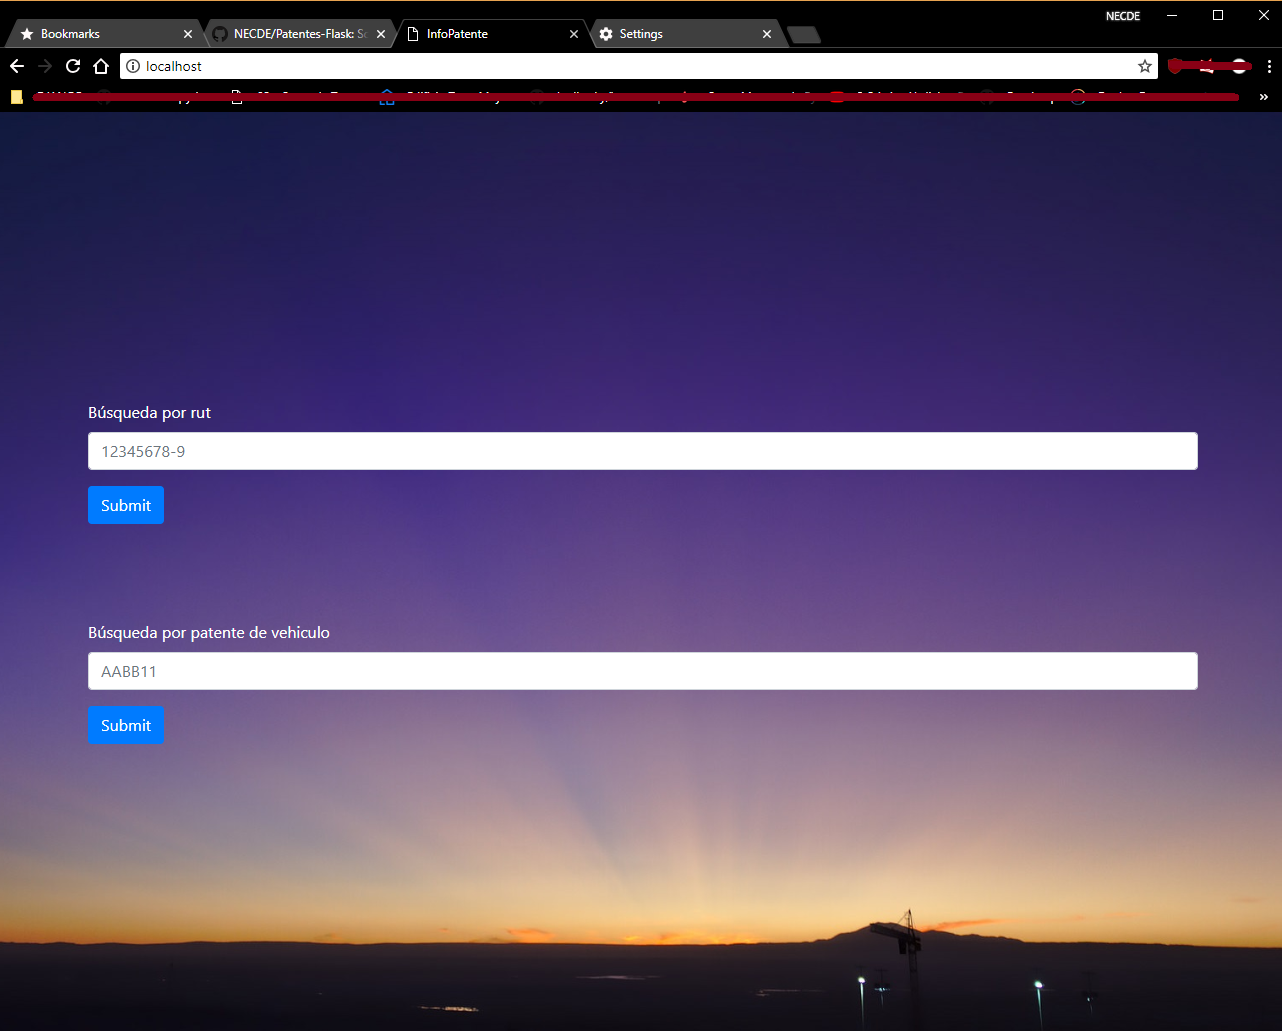 NECDE
Bookmarks
NECDE/Patentes-Flask: Sc
InfoPatente
Settings
localhost
Búsqueda por rut
12345678-9
Submit
Búsqueda por patente de vehiculo
AABB11
Submit